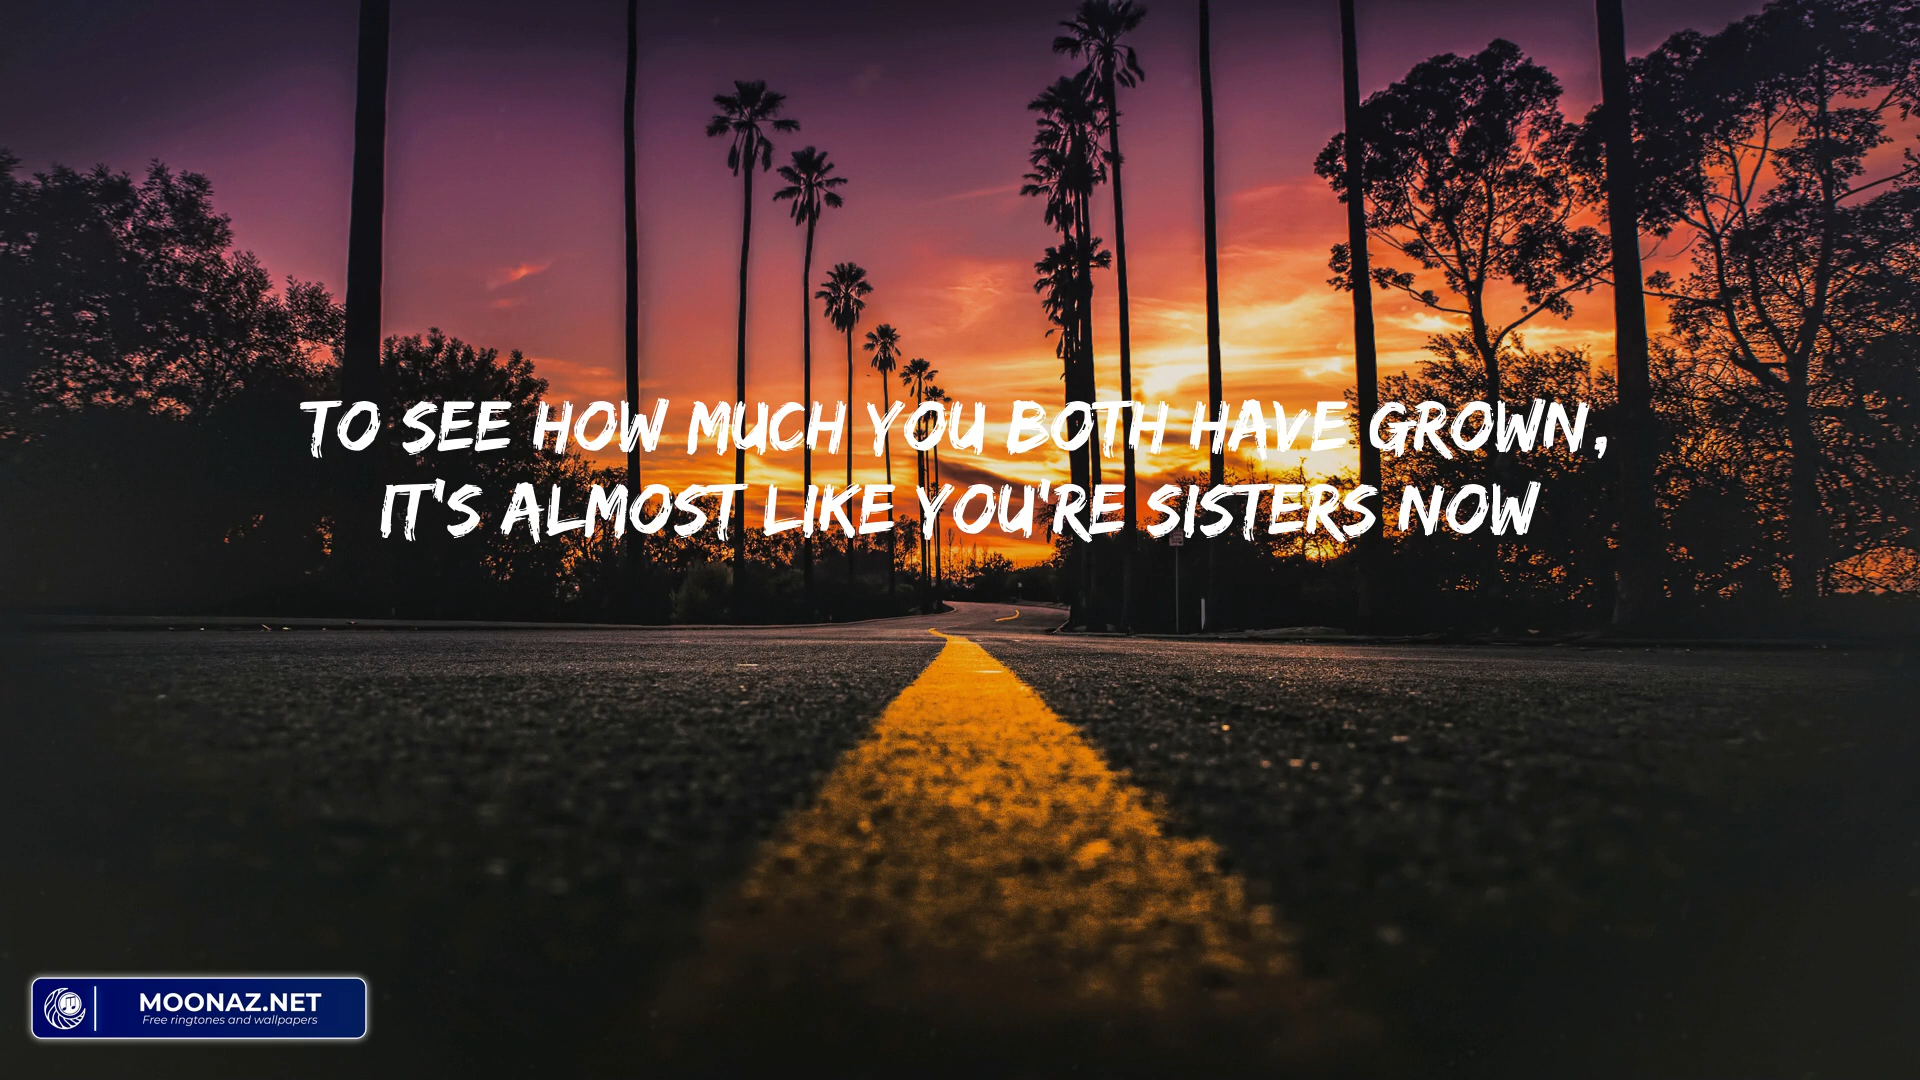 TO SEE HOW MUCH YOU BOTH HAVE GROWN,
IT'S ALMOST LIKE YOU'RE SISTERS NOW
MOONAZ.NET
Free ringtones and wallpapers